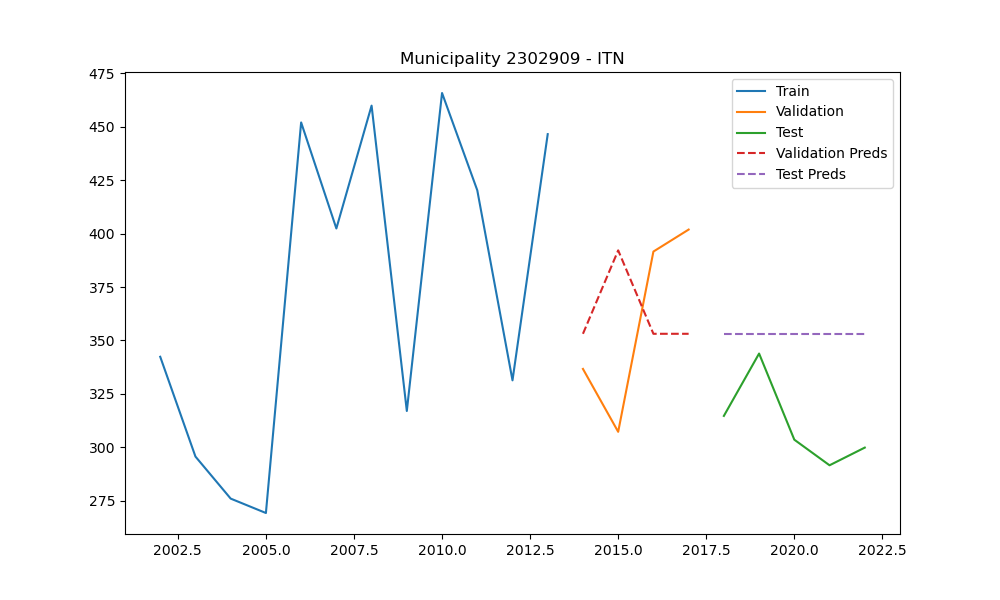 Municipality 2302909 - ITN
475
450
425
400
375
350
325
300
275
Train
Validation
Test
Validation Preds
Test Preds
2002.5 2005.0 2007.5 2010.0 2012.5 2015.0 2017.5 2020.0 2022.5